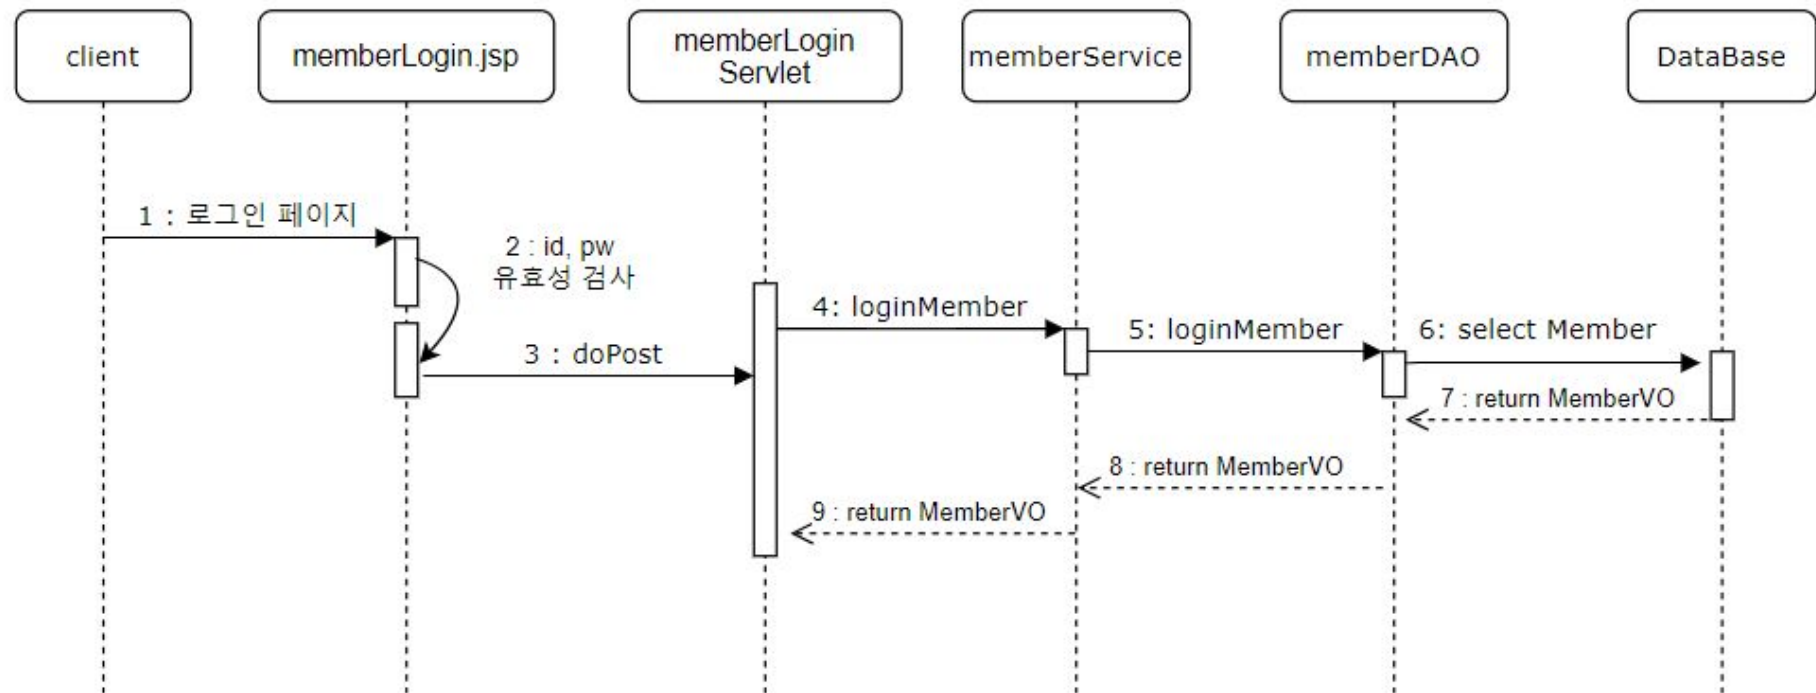 client
memberLogin.jsp
memberLogin
Servlet
memberService
memberDAO
DataBase
1 : 로그인 페이지
2 : id, pw
유효성 검사
3 : doPost
4: loginMember
5: loginMember
6: select Member
7 : return MemberVO
8 : return MemberVO
9 : return MemberVO